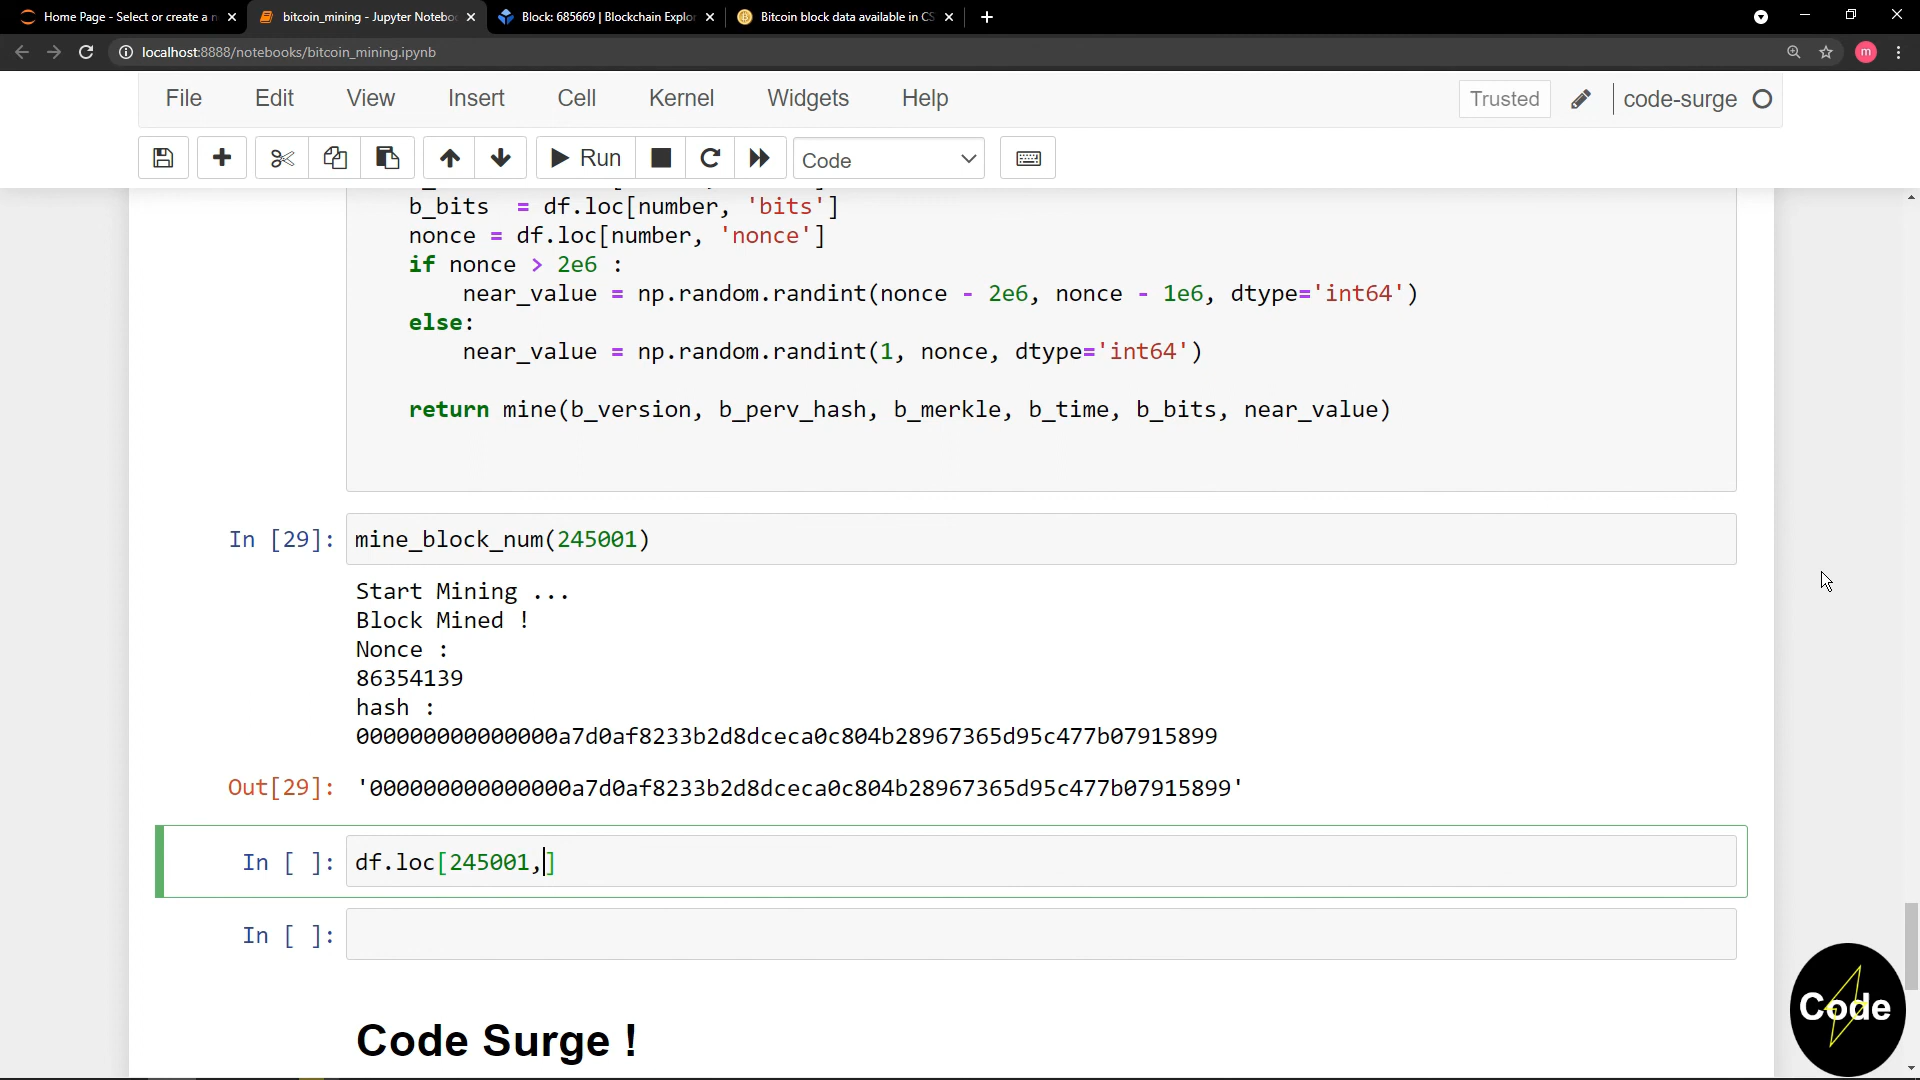 Home Page - Select or create a n
bitcoin_mining - Jupyter Notebo
Block: 685669 | Blockchain Explo
Bitcoin block data available in CS
localhost:8888/notebooks/bitcoin_mining.ipynb
m
File Edit View Insert Cell Kernel Widgets Help
Trusted
code-surge
Run
Code
b_bits = df.loc[number, 'bits']
nonce = df.loc[number, 'nonce']
if nonce > 2e6 :
near_value = np.random.randint(nonce - 2e6, nonce - 1e6, dtype='int64')
else:
near_value = np.random.randint(1, nonce, dtype='int64')
return mine(b_version, b_perv_hash, b_merkle, b_time, b_bits, near_value)
In [29]: mine_block_num(245001)
Start Mining ...
Block Mined !
Nonce :
86354139
hash :
000000000000000a7d0af8233b2d8dceca0c804b28967365d95c477b07915899
Out[29]: '000000000000000a7d0af8233b2d8dceca0c804b28967365d95c477b07915899'
In [ ]: df.loc[245001,]
In [ ]:
Code Surge !
Code